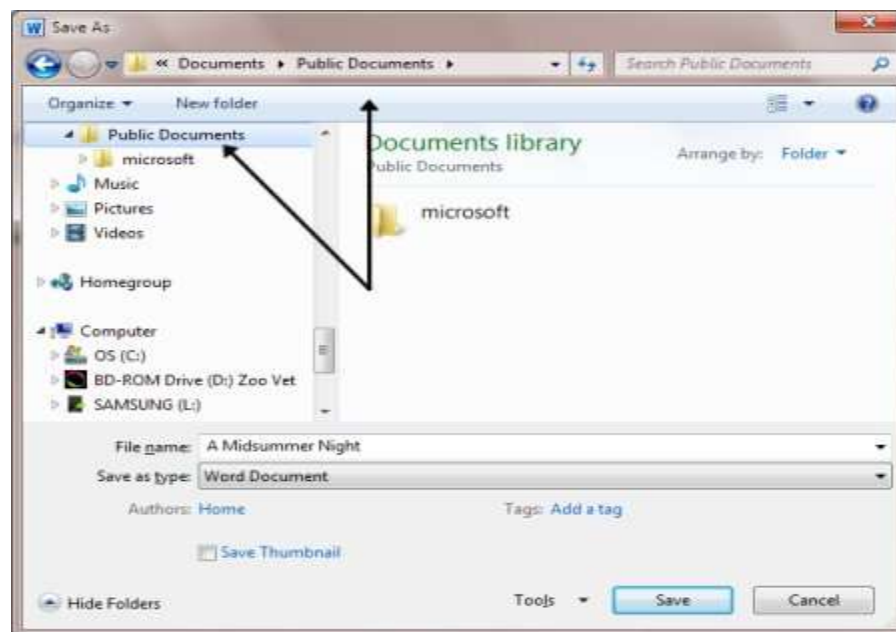 Save As
« Documents Public Documents
Search Public Documents
Organize New folder
Public Documents
microsoft
Music
Pictures
Videos
Homegroup
Computer
OS (C:)
BD-ROM Drive (D:) Zoo Vet
SAMSUNG (L:)
Documents library
Public Documents
Arrange by: Folder
microsoft
File name: A Midsummer Night
Save as type: Word Document
Authors: Home
Tags: Add a tag
Save Thumbnail
Hide Folders
Tools Save Cancel